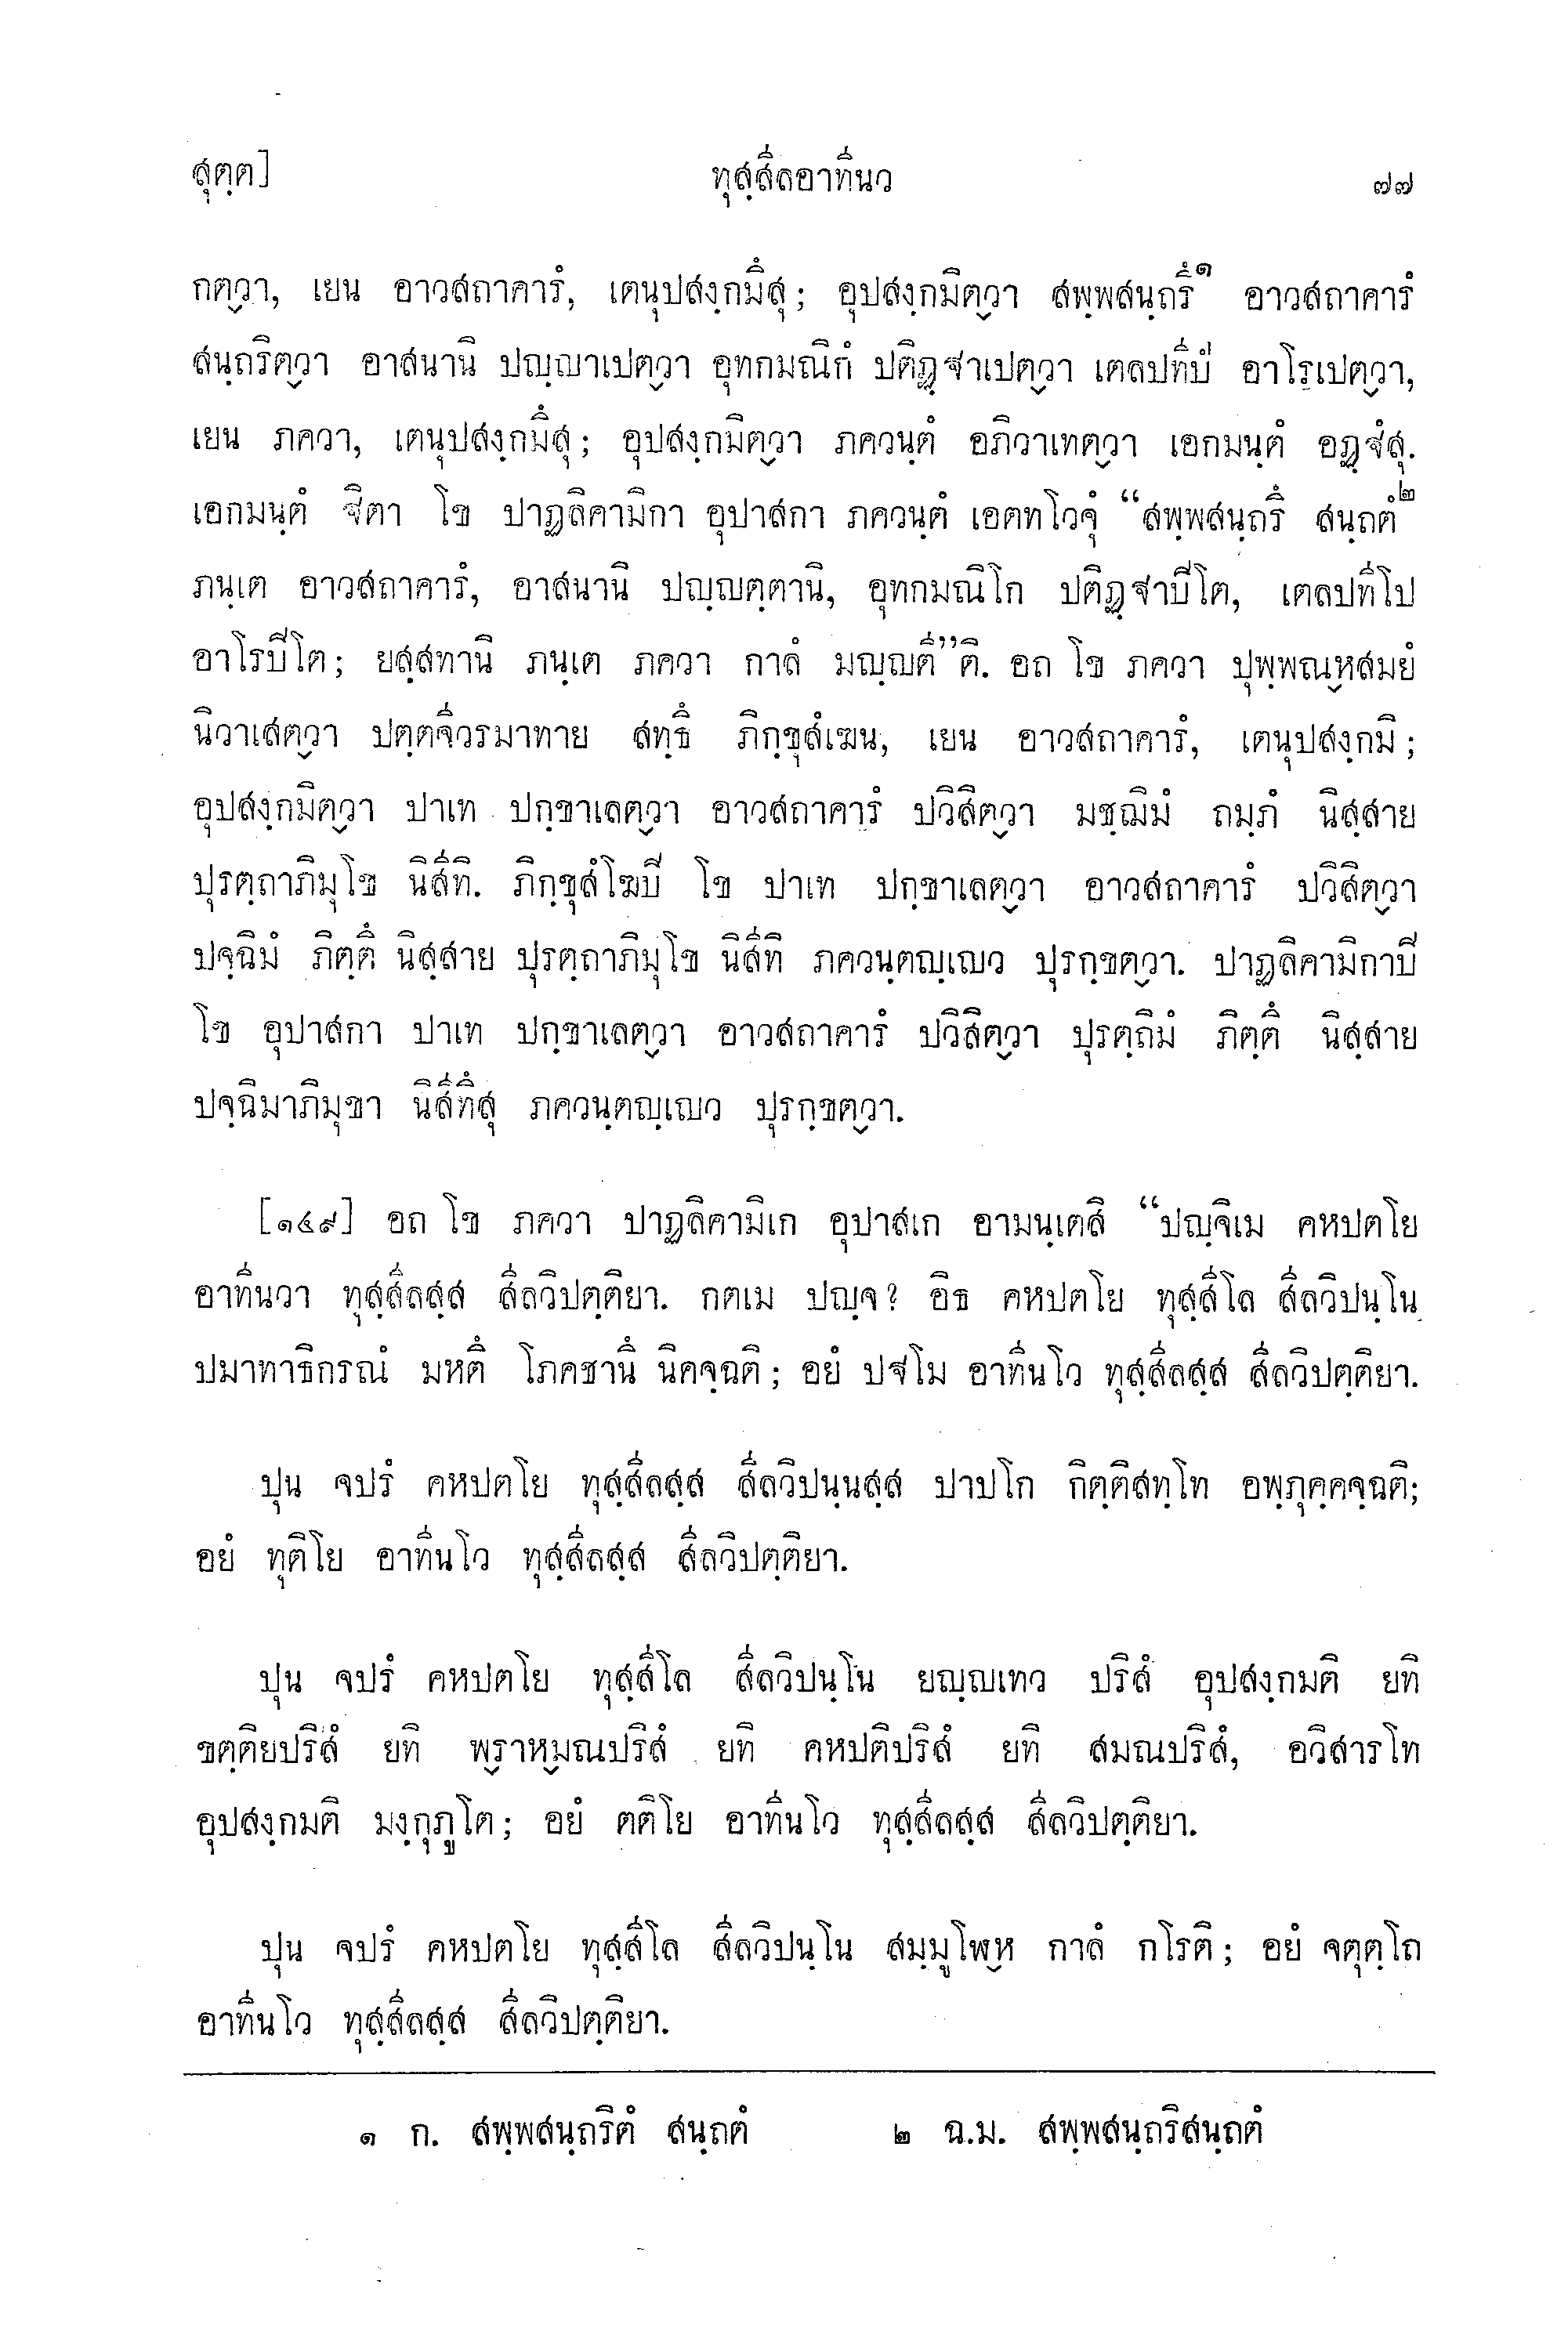 สุตฺต] ทุสฺสีลอาทีนว ๗๗
กตฺวา, เยน อาวสถาคารํ, เตนุปสงฺกมึสุ; อุปสงฺกมิตฺวา สพฺพสนฺถรึ๑ อาวสถาคารํ
สนฺถริตฺวา อาสนานิ ปญฺญาเปตฺวา อุทกมณิกํ ปติฏฺฐาเปตฺวา เตลปทีปํ อาโรเปตฺวา,
เยน ภควา, เตนุปสงฺกมึสุ; อุปสงฺกมิตฺวา ภควนฺตํ อภิวาเทตฺวา เอกมนฺตํ อฏฺฐํสุ.
เอกมนฺตํ ฐิตา โข ปาฏลิคามิกา อุปาสกา ภควนฺตํ เอตทโวจุํ “สพฺพสนฺถรึ สนฺถตํ๒
ภนฺเต อาวสถาคารํ, อาสนานิ ปญฺญตฺตานิ, อุทกมณิโก ปติฏฺฐาปิโต, เตลปทีโป
อาโรปิโต; ยสฺสทานิ ภนฺเต ภควา กาลํ มญฺญตี”ติ. อถ โข ภควา ปุพฺพณฺหสมยํ
นิวาเสตฺวา ปตฺตจีวรมาทาย สทฺธึ ภิกฺขุสํเฆน, เยน อาวสถาคารํ, เตนุปสงฺกมิ;
อุปสงฺกมิตฺวา ปาเท ปกฺขาเลตฺวา อาวสถาคารํ ปวิสิตฺวา มชฺฌิมํ ถมฺภํ นิสฺสาย
ปุรตฺถาภิมุโข นิสีทิ. ภิกฺขุสํโฆปิ โข ปาเท ปกฺขาเลตฺวา อาวสถาคารํ ปวิสิตฺวา
ปจฺฉิมํ ภิตฺตึ นิสฺสาย ปุรตฺถาภิมุโข นิสีทิ ภควนฺตญฺเญว ปุรกฺขตฺวา. ปาฏลิคามิกาปิ
โข อุปาสกา ปาเท ปกฺขาเลตฺวา อาวสถาคารํ ปวิสิตฺวา ปุรตฺถิมํ ภิตฺตึ นิสฺสาย
ปจฺฉิมาภิมุขา นิสีทึสุ ภควนฺตญฺเญว ปุรกฺขตฺวา.
[๑๔๙] อถ โข ภควา ปาฏลิคามิเก อุปาสเก อามนฺเตสิ “ปญฺจิเม คหปตโย
อาทีนวา ทุสฺสีลสฺส สีลวิปตฺติยา. กตเม ปญฺจ? อิธ คหปตโย ทุสฺสีโล สีลวิปนฺโน
ปมาทาธิกรณํ มหตึ โภคชานึ นิคจฺฉติ; อยํ ปฐโม อาทีนโว ทุสฺสีลสฺส สีลวิปตฺติยา.
ปุน จปรํ คหปตโย ทุสฺสีลสฺส สีลวิปนฺนสฺส ปาปโก กิตฺติสทฺโท อพฺภุคฺคจฺฉติ;
อยํ ทุติโย อาทีนโว ทุสฺสีลสฺส สีลวิปตฺติยา.
ปุน จปรํ คหปตโย ทุสฺสีโล สีลวิปนฺโน ยญฺญเทว ปริสํ อุปสงฺกมติ ยทิ
ขตฺติยปริสํ ยทิ พฺราหฺมณปริสํ ยทิ คหปติปริสํ ยทิ สมณปริสํ, อวิสารโท
อุปสงฺกมติ มงฺกุภูโต; อยํ ตติโย อาทีนโว ทุสฺสีลสฺส สีลวิปตฺติยา.
ปุน จปรํ คหปตโย ทุสฺสีโล สีลวิปนฺโน สมฺมูโฬฺห กาลํ กโรติ; อยํ จตุตฺโถ
อาทีนโว ทุสฺสีลสฺส สีลวิปตฺติยา.
๑ ก. สพฺพสนฺถริตํ สนฺถตํ ๒ ฉ.ม. สพฺพสนฺถริสนฺถตํ